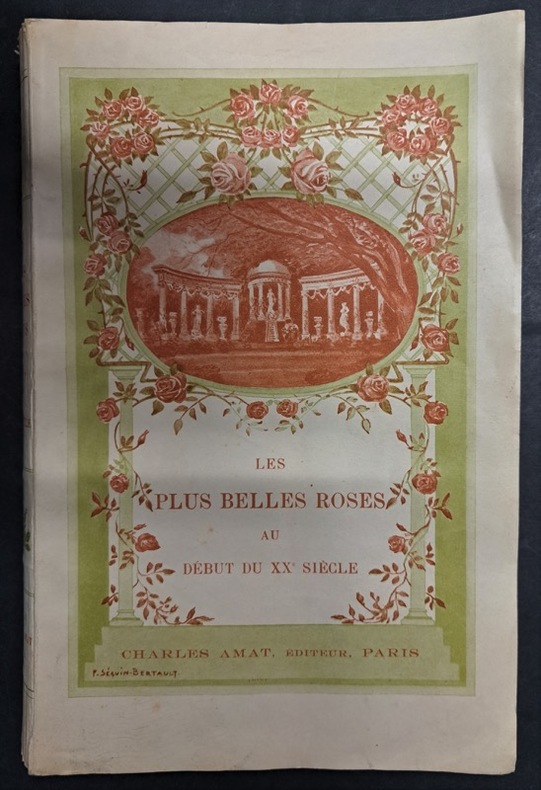 LES
PLUS BELLES ROSES
AU
DÉBUT DU XXᵉ SIÈCLE
CHARLES AMAT, ÉDITEUR, PARIS
P. SÉGUIN-BERTAULT